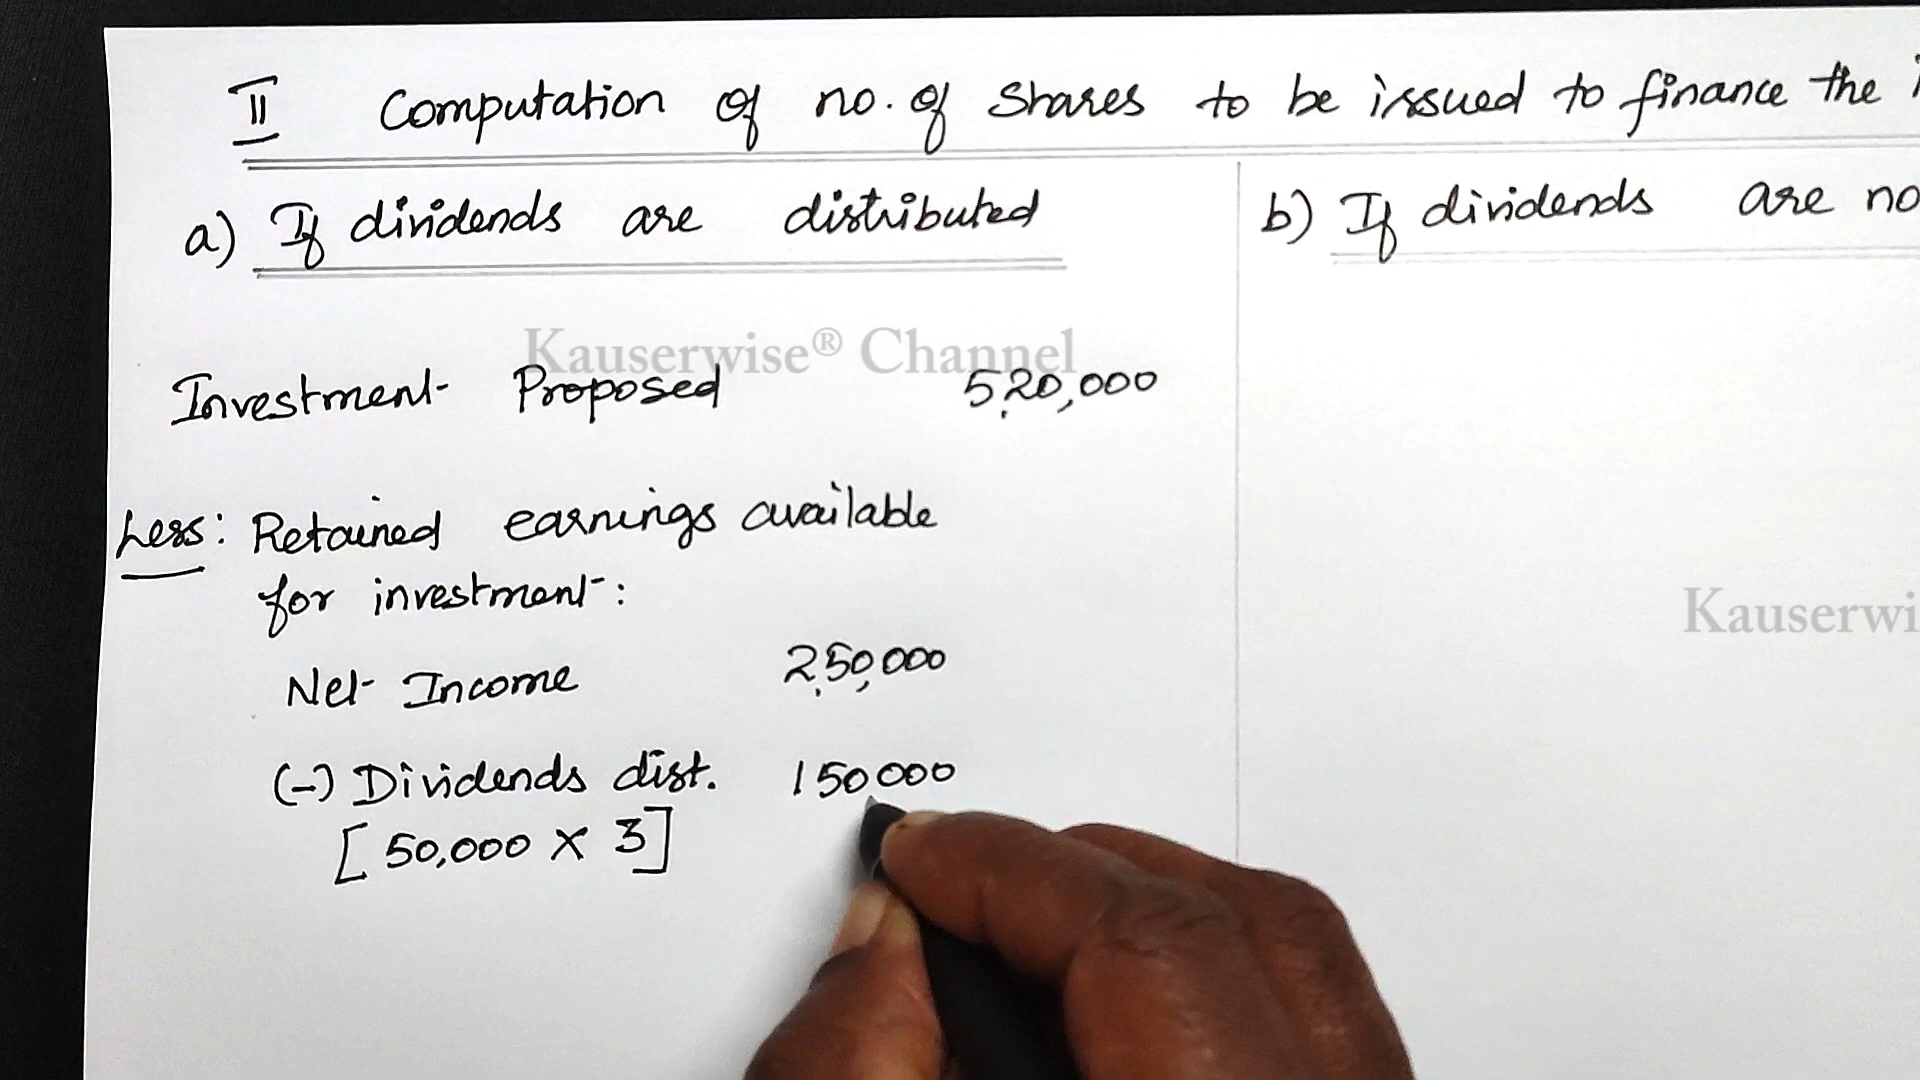 II Computation of no. of Shares to be issued to finance the
a) If dividends are distributed
b) If dividends are no
Kauserwise® Channel
Investment Proposed 5,20,000
Less: Retained earnings available
for investment:
Kauserwi
Net Income 2,50,000
(-) Dividends dist. 150000
[50,000 x 3]